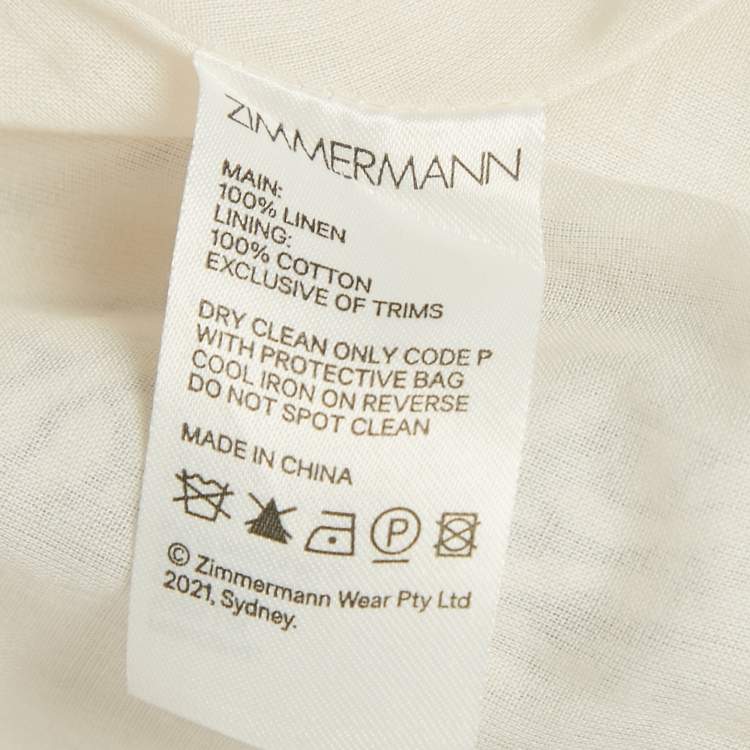 ZIMMERMANN
MAIN:
100% LINEN
LINING:
100% COTTON
EXCLUSIVE OF TRIMS
DRY CLEAN ONLY CODE P
WITH PROTECTIVE BAG
COOL IRON ON REVERSE
DO NOT SPOT CLEAN
MADE IN CHINA
P
© Zimmermann Wear Pty Ltd
2021, Sydney.